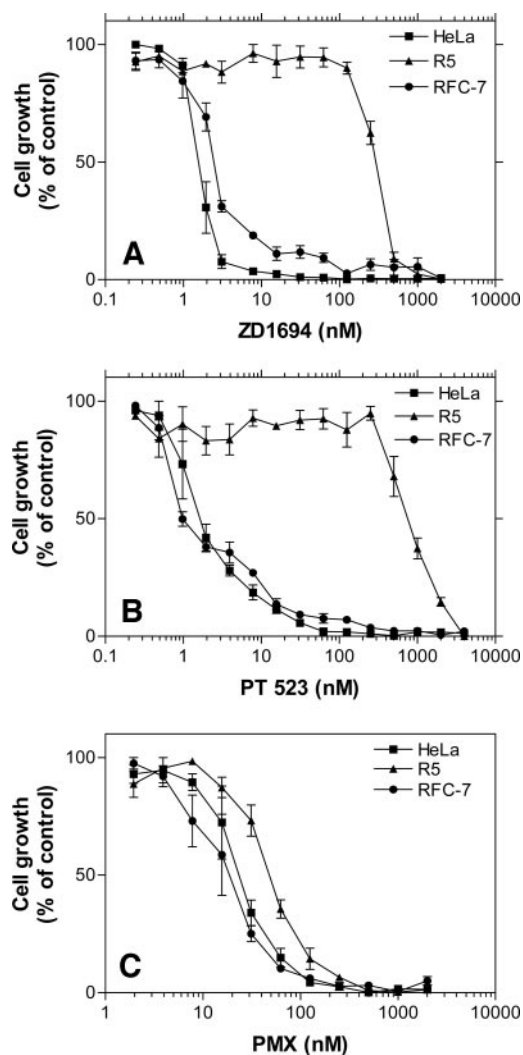 100
50
0
Cell growth
(% of control)
HeLa
R5
RFC-7
A
0.1 1 10 100 1000 10000
ZD1694 (nM)
100
50
0
Cell growth
(% of control)
HeLa
R5
RFC-7
B
0.1 1 10 100 1000 10000
PT 523 (nM)
100
50
0
Cell growth
(% of control)
HeLa
R5
RFC-7
C
1 10 100 1000 10000
PMX (nM)